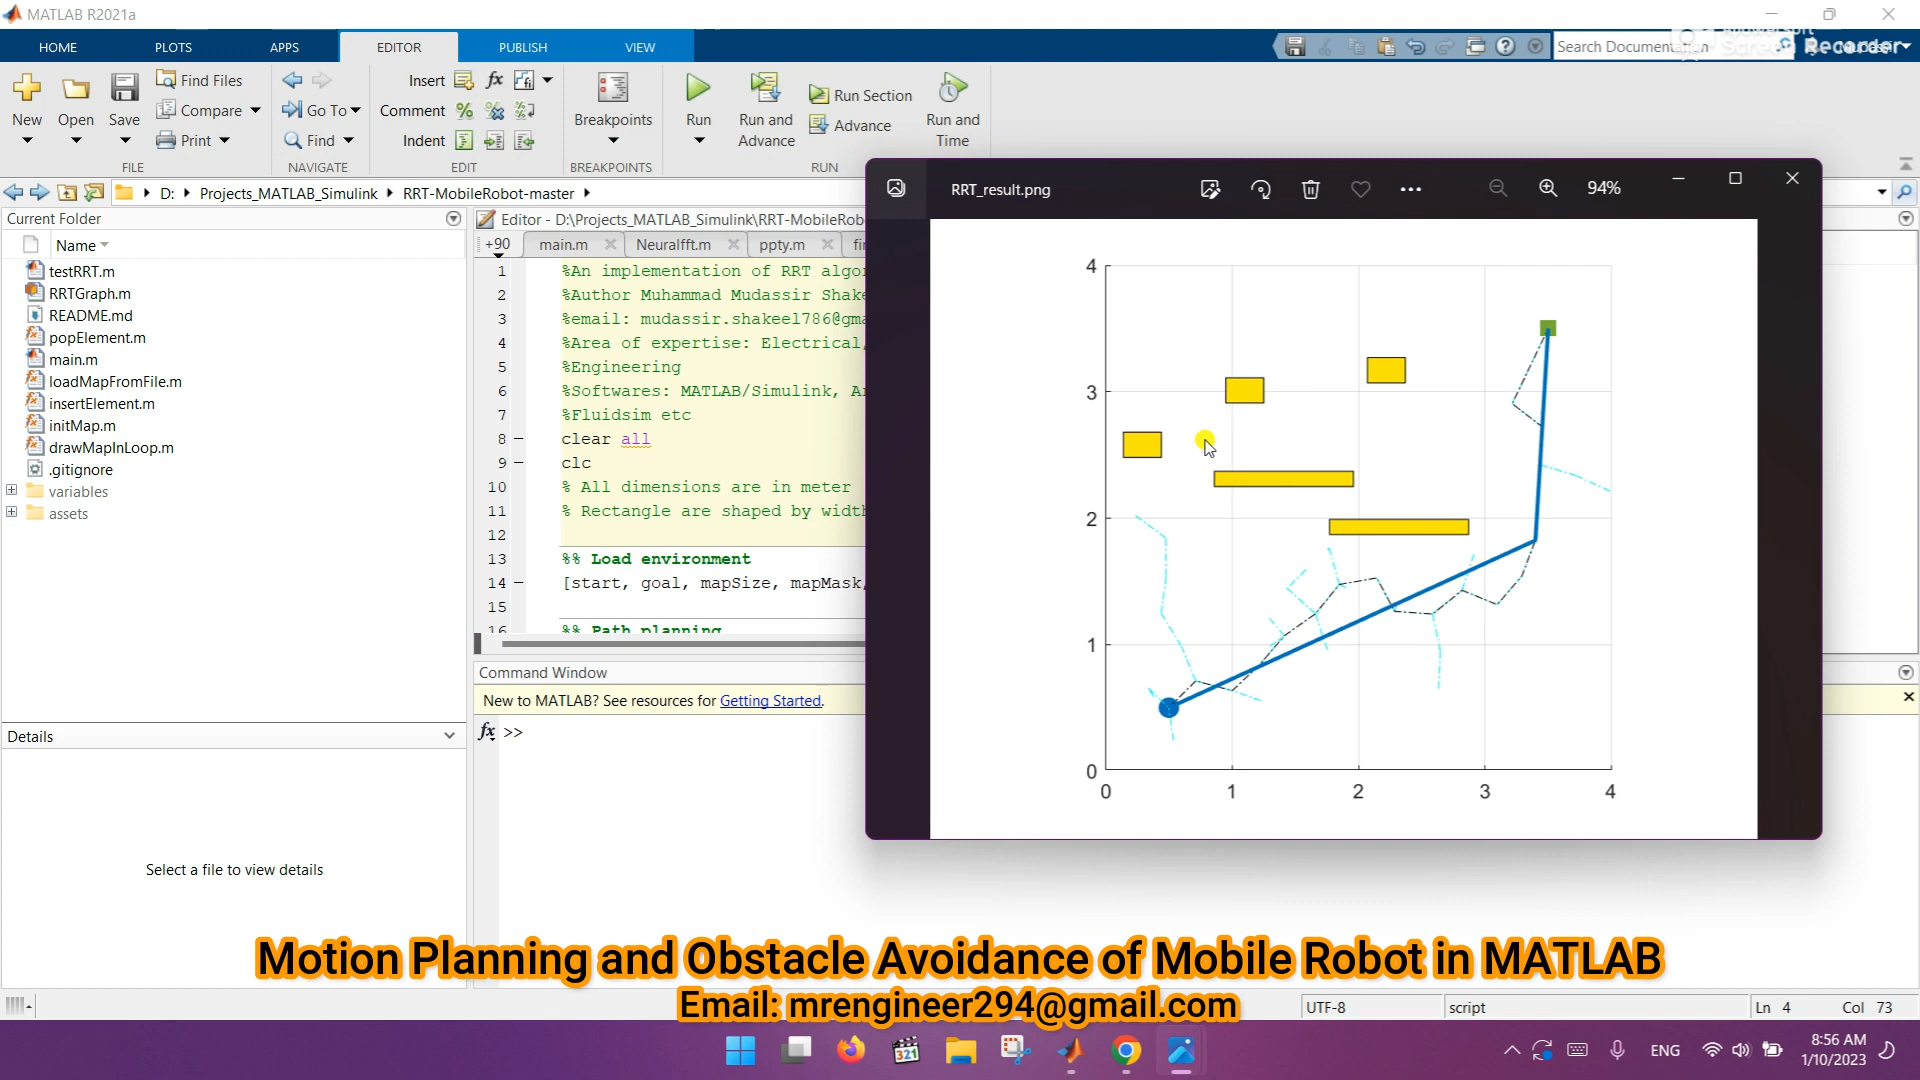 MATLAB R2021a
HOME PLOTS APPS EDITOR PUBLISH VIEW
Search Documentation
Screen Recorder
New Open Save Find Files Compare Print
FILE
Go To Find
NAVIGATE
Insert fx
Comment
Indent
EDIT
Breakpoints
BREAKPOINTS
Run Run and Advance Run Section Advance Run and Time
RUN
D: Projects_MATLAB_Simulink RRT-MobileRobot-master
Current Folder
Name
testRRT.m
RRTGraph.m
README.md
popElement.m
main.m
loadMapFromFile.m
insertElement.m
initMap.m
drawMapInLoop.m
.gitignore
variables
assets
Details
Select a file to view details
Editor - D:\Projects_MATLAB_Simulink\RRT-MobileRob
+90 main.m Neuralfft.m ppty.m
1 %An implementation of RRT algo
2 %Author Muhammad Mudassir Shake
3 %email: mudassir.shakeel786@gma
4 %Area of expertise: Electrical,
5 %Engineering
6 %Softwares: MATLAB/Simulink, A
7 %Fluidsim etc
8 clear all
9 clc
10 % All dimensions are in meter
11 % Rectangle are shaped by width
12
13 %% Load environment
14 [start, goal, mapSize, mapMask,
15
16 %% Path planning
Command Window
New to MATLAB? See resources for Getting Started.
fx >>
RRT_result.png
94%
4
3
2
1
0
0 1 2 3 4
Motion Planning and Obstacle Avoidance of Mobile Robot in MATLAB
Email: mrengineer294@gmail.com
UTF-8 script Ln 4 Col 73
321
ENG
8:56 AM
1/10/2023